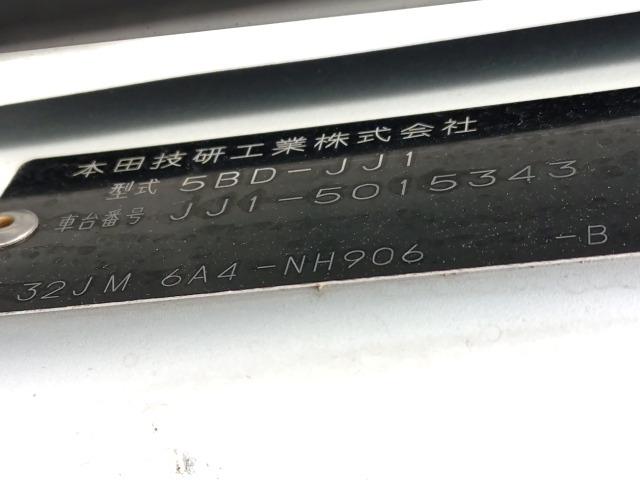 本田技研工業株式会社
型式 5BD-JJ1
車台番号 JJ1-5015343
32JM 6A4-NH906 -B